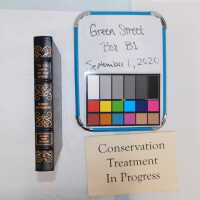 Green Street
Box B1
September 1, 2020
Conservation
Treatment
In Progress